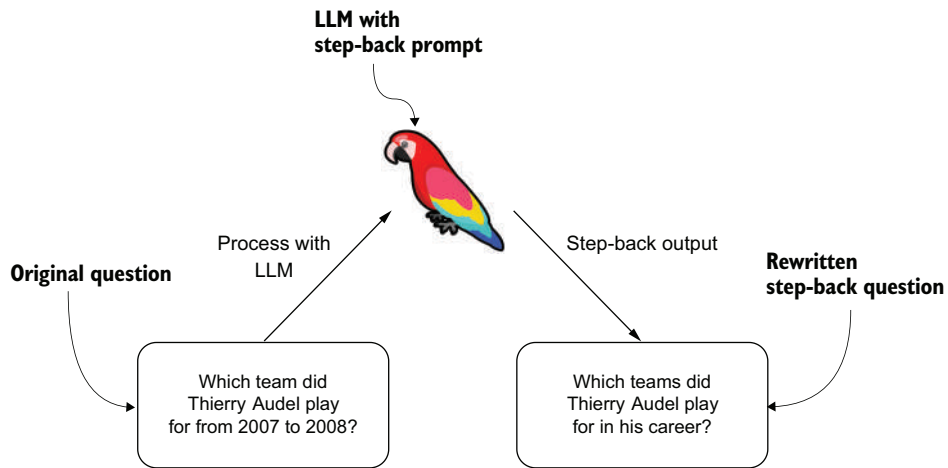 LLM with
step-back prompt
Process with
LLM
Step-back output
Original question
Rewritten
step-back question
Which team did
Thierry Audel play
for from 2007 to 2008?
Which teams did
Thierry Audel play
for in his career?